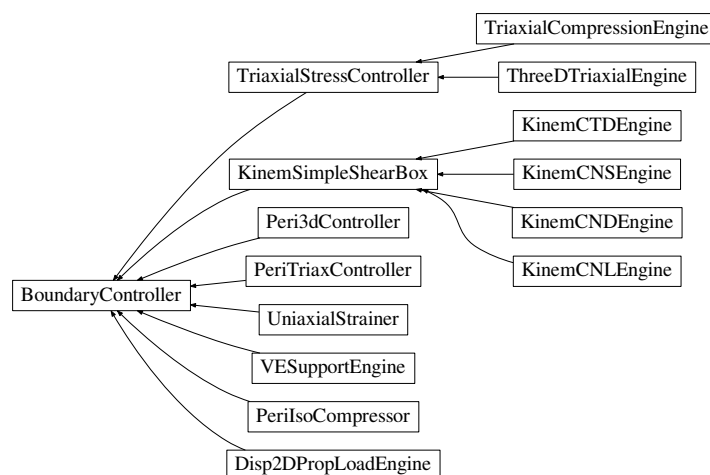 TriaxialCompressionEngine
TriaxialStressController
ThreeDTriaxialEngine
KinemCTDEngine
KinemSimpleShearBox
KinemCNSEngine
Peri3dController
KinemCNDEngine
PeriTriaxController
KinemCNLEngine
BoundaryController
UniaxialStrainer
VESupportEngine
PeriIsoCompressor
Disp2DPropLoadEngine